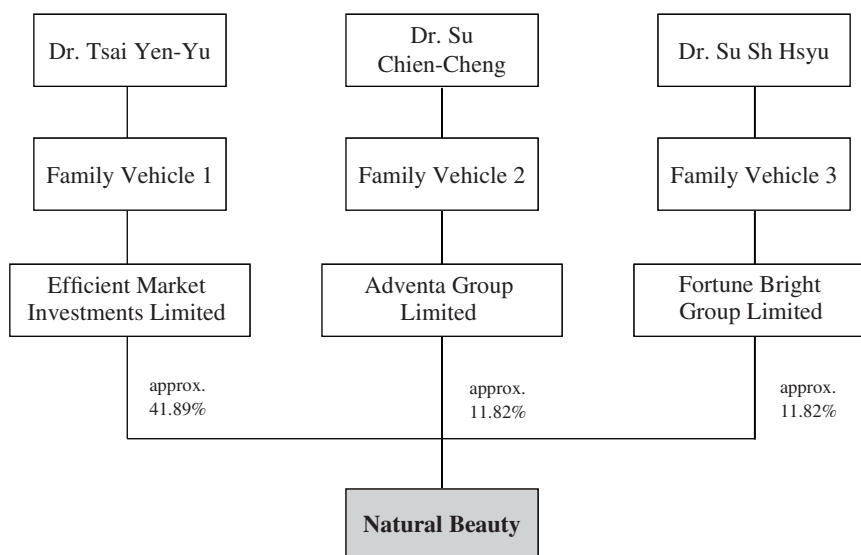 Dr. Tsai Yen-Yu
Dr. Su
Chien-Cheng
Dr. Su Sh Hsyu
Family Vehicle 1
Family Vehicle 2
Family Vehicle 3
Efficient Market
Investments Limited
Adventa Group
Limited
Fortune Bright
Group Limited
approx.
41.89%
approx.
11.82%
approx.
11.82%
Natural Beauty